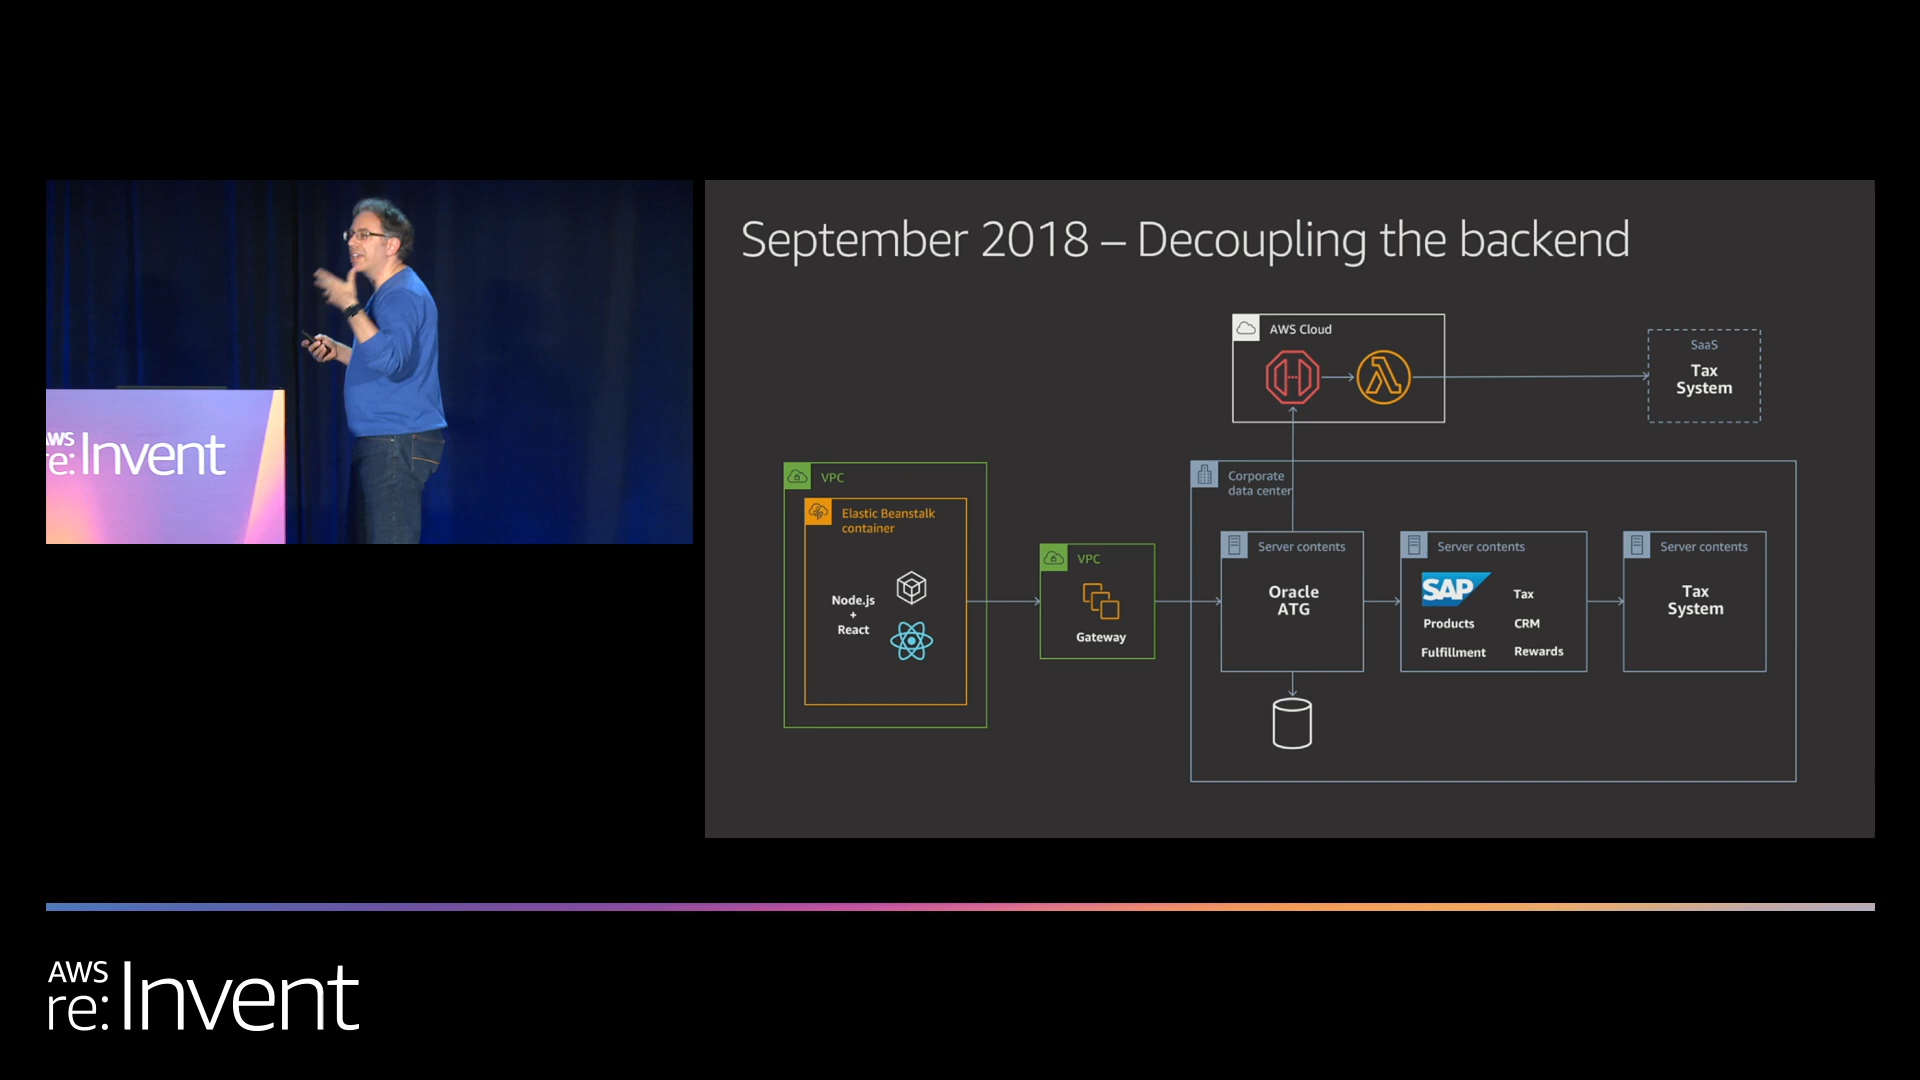 AWS
re:Invent
September 2018 – Decoupling the backend
AWS Cloud
SaaS
Tax
System
VPC
Elastic Beanstalk
container
Node.js
+
React
VPC
Gateway
Corporate
data center
Server contents
Oracle
ATG
Server contents
SAP
Tax
Products
CRM
Fulfillment
Rewards
Server contents
Tax
System
AWS
re:Invent